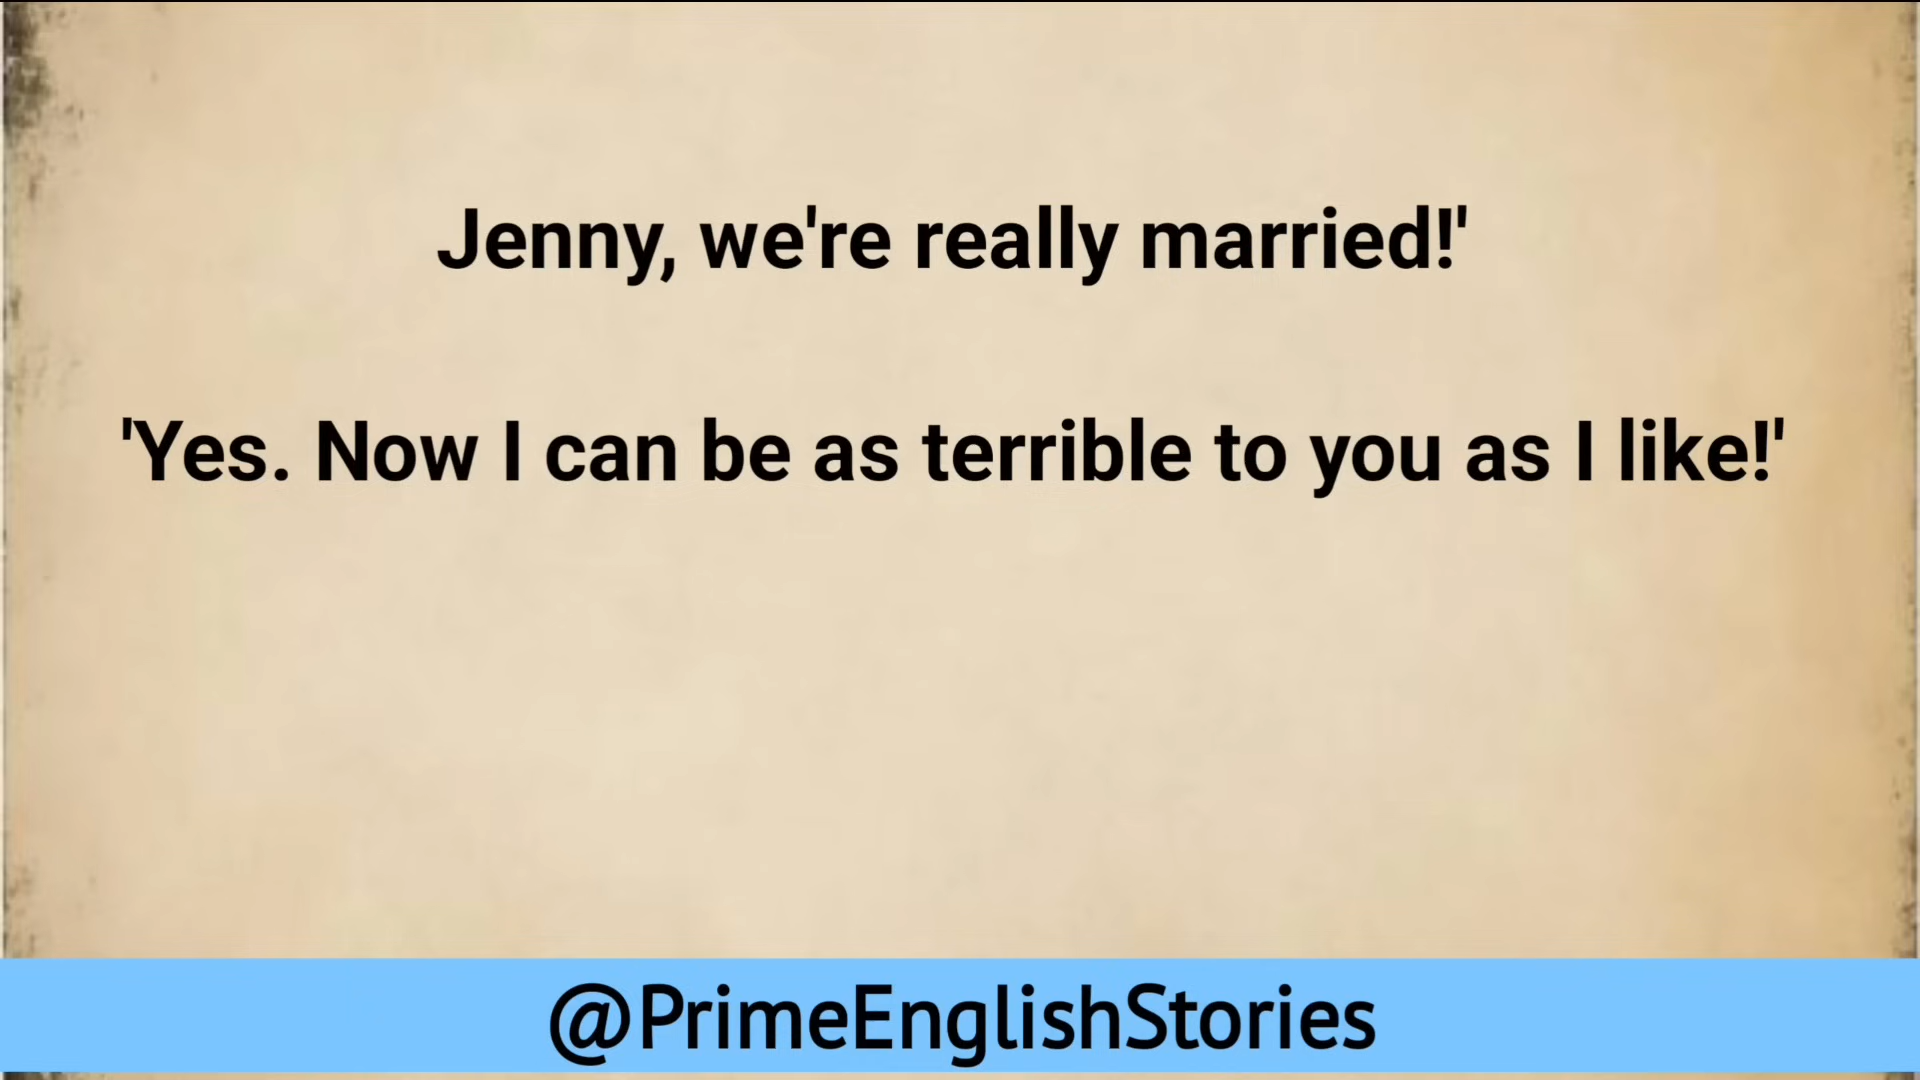 Jenny, we're really married!'
'Yes. Now I can be as terrible to you as I like!'
@PrimeEnglishStories